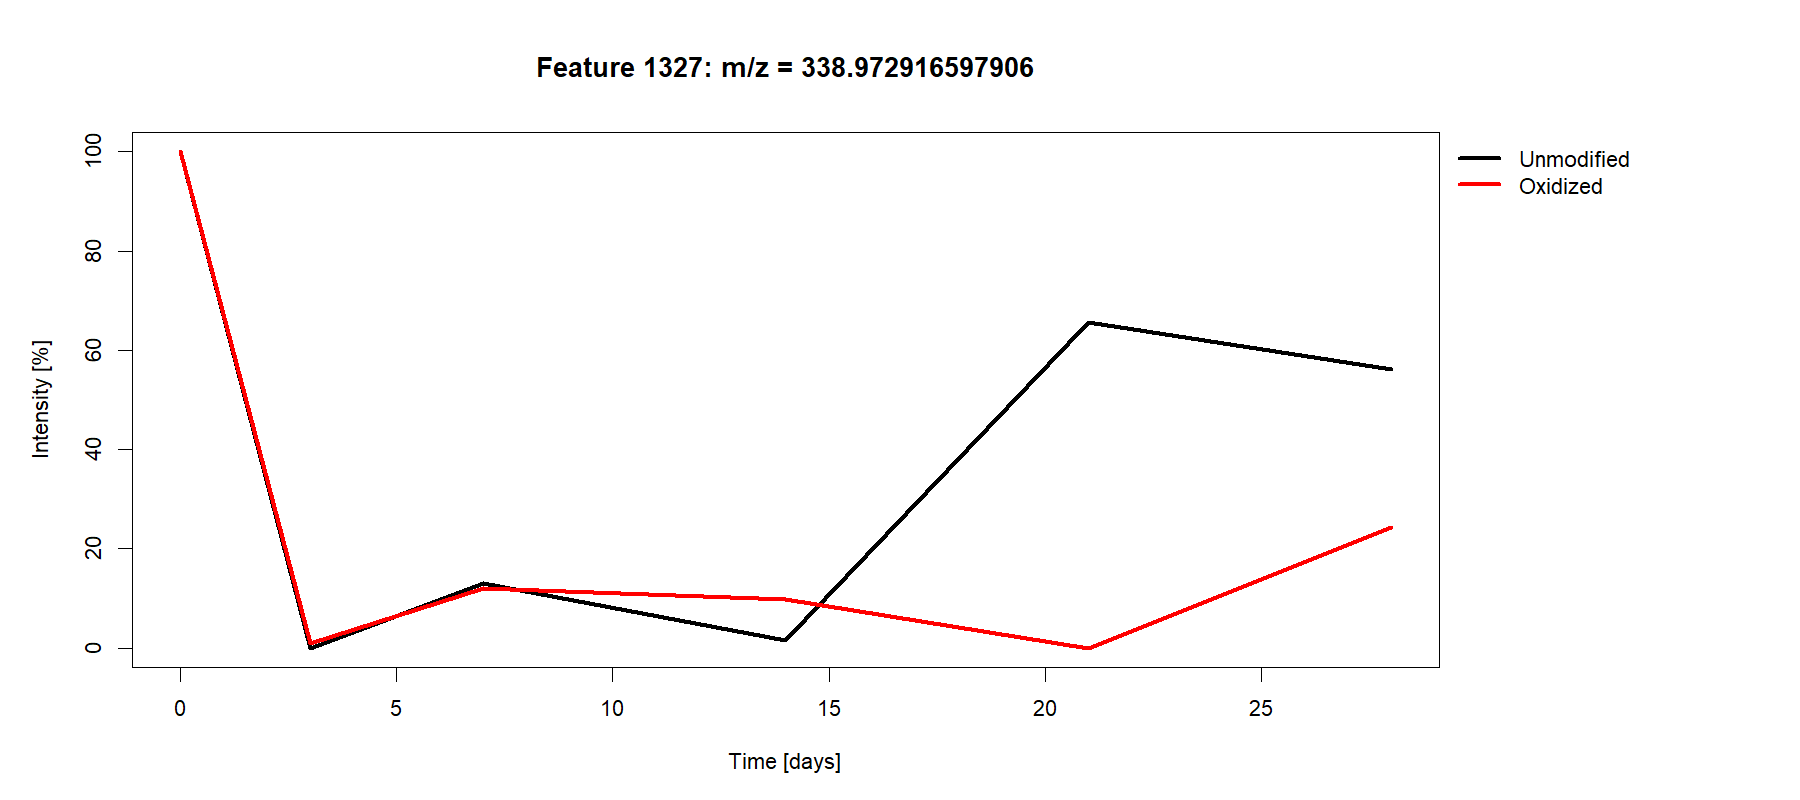 Feature 1327: m/z = 338.972916597906
Unmodified
Oxidized
Intensity [%]
100
80
60
40
20
0
0 5 10 15 20 25
Time [days]